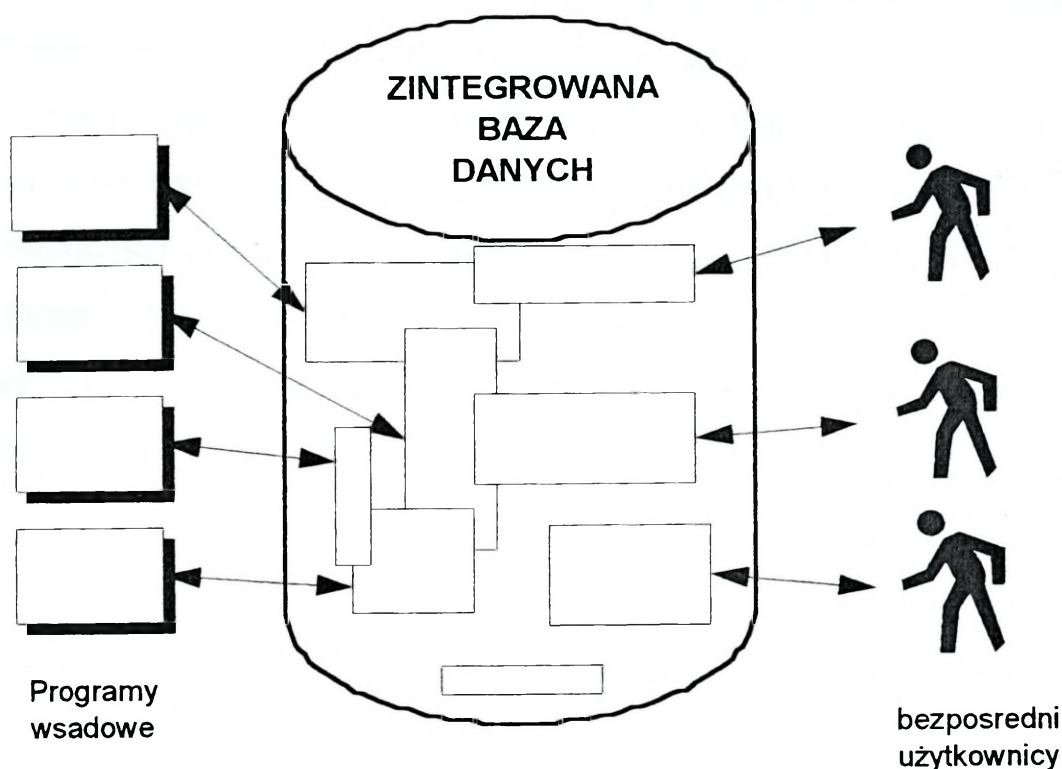 ZINTEGROWANA
BAZA
DANYCH
Programy
wsadowe
bezposredni
użytkownicy